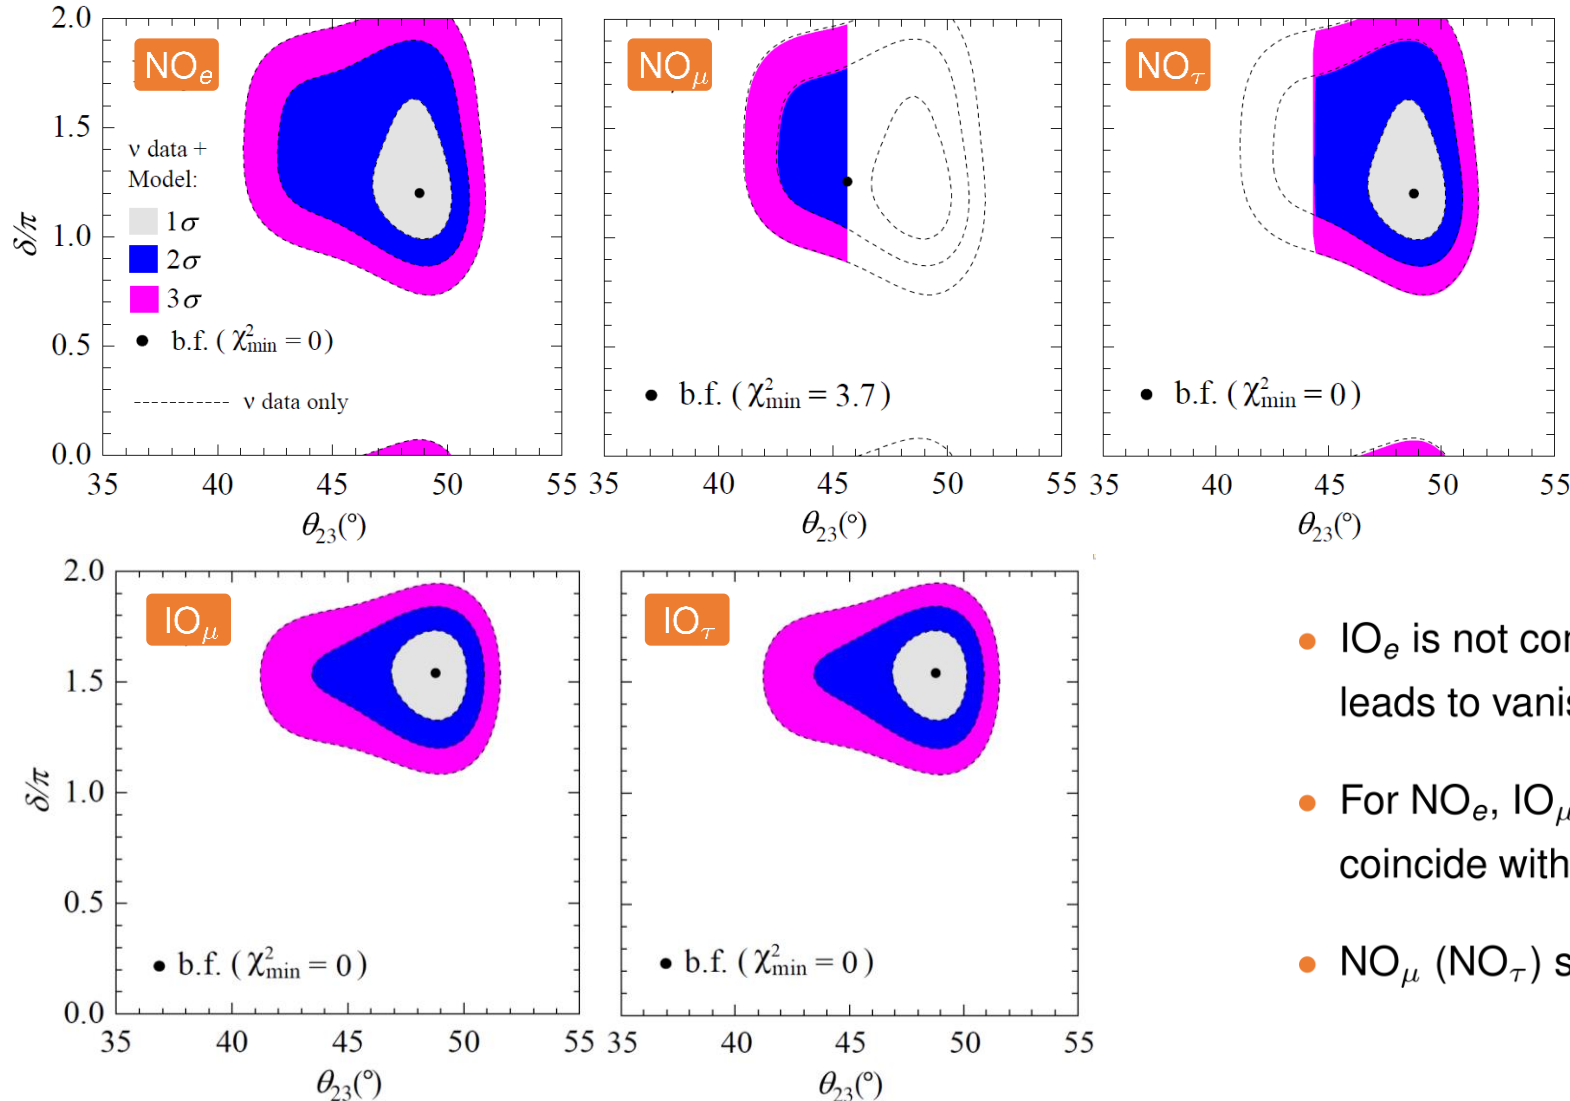 2.0
1.5
1.0
0.5
0.0
δ/π
NOₑ
ν data +
Model:
1σ
2σ
3σ
b.f. ( χ²min = 0 )
ν data only
35 40 45 50 55
θ₂₃(°)
NOμ
b.f. ( χ²min = 3.7 )
35 40 45 50 55
θ₂₃(°)
NOτ
b.f. ( χ²min = 0 )
35 40 45 50 55
θ₂₃(°)
2.0
1.5
1.0
0.5
0.0
δ/π
IOμ
b.f. ( χ²min = 0 )
35 40 45 50 55
θ₂₃(°)
IOτ
b.f. ( χ²min = 0 )
35 40 45 50 55
θ₂₃(°)
• IOₑ is not
leads to
• For NOₑ, IOμ
coincide with
• NOμ (NOτ)